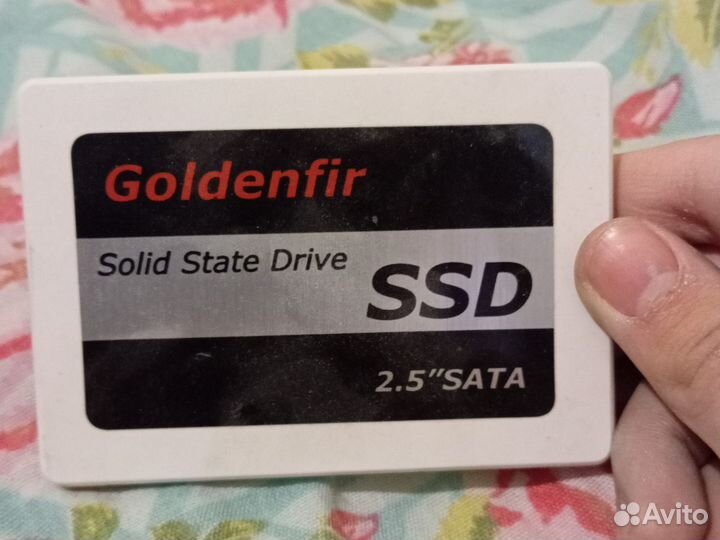 Goldenfir
Solid State Drive
SSD
2.5"SATA
Avito